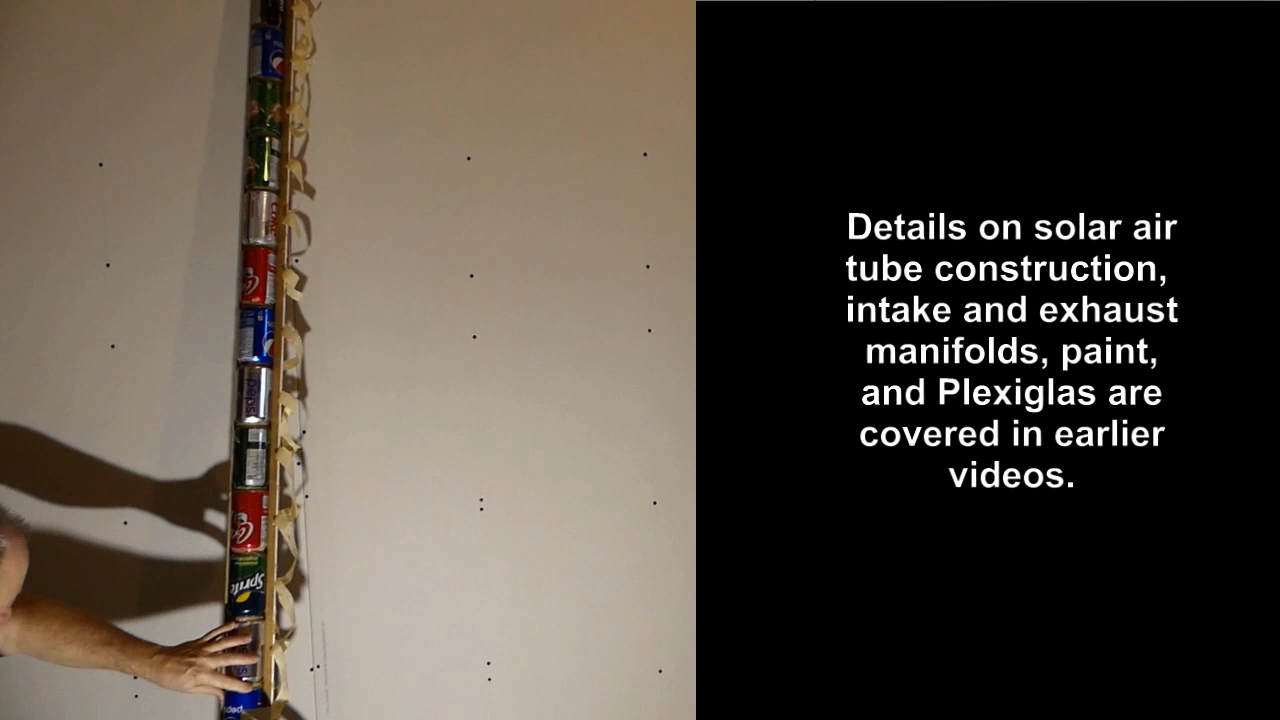 Details on solar air
tube construction,
intake and exhaust
manifolds, paint,
and Plexiglas are
covered in earlier
videos.
Sprite